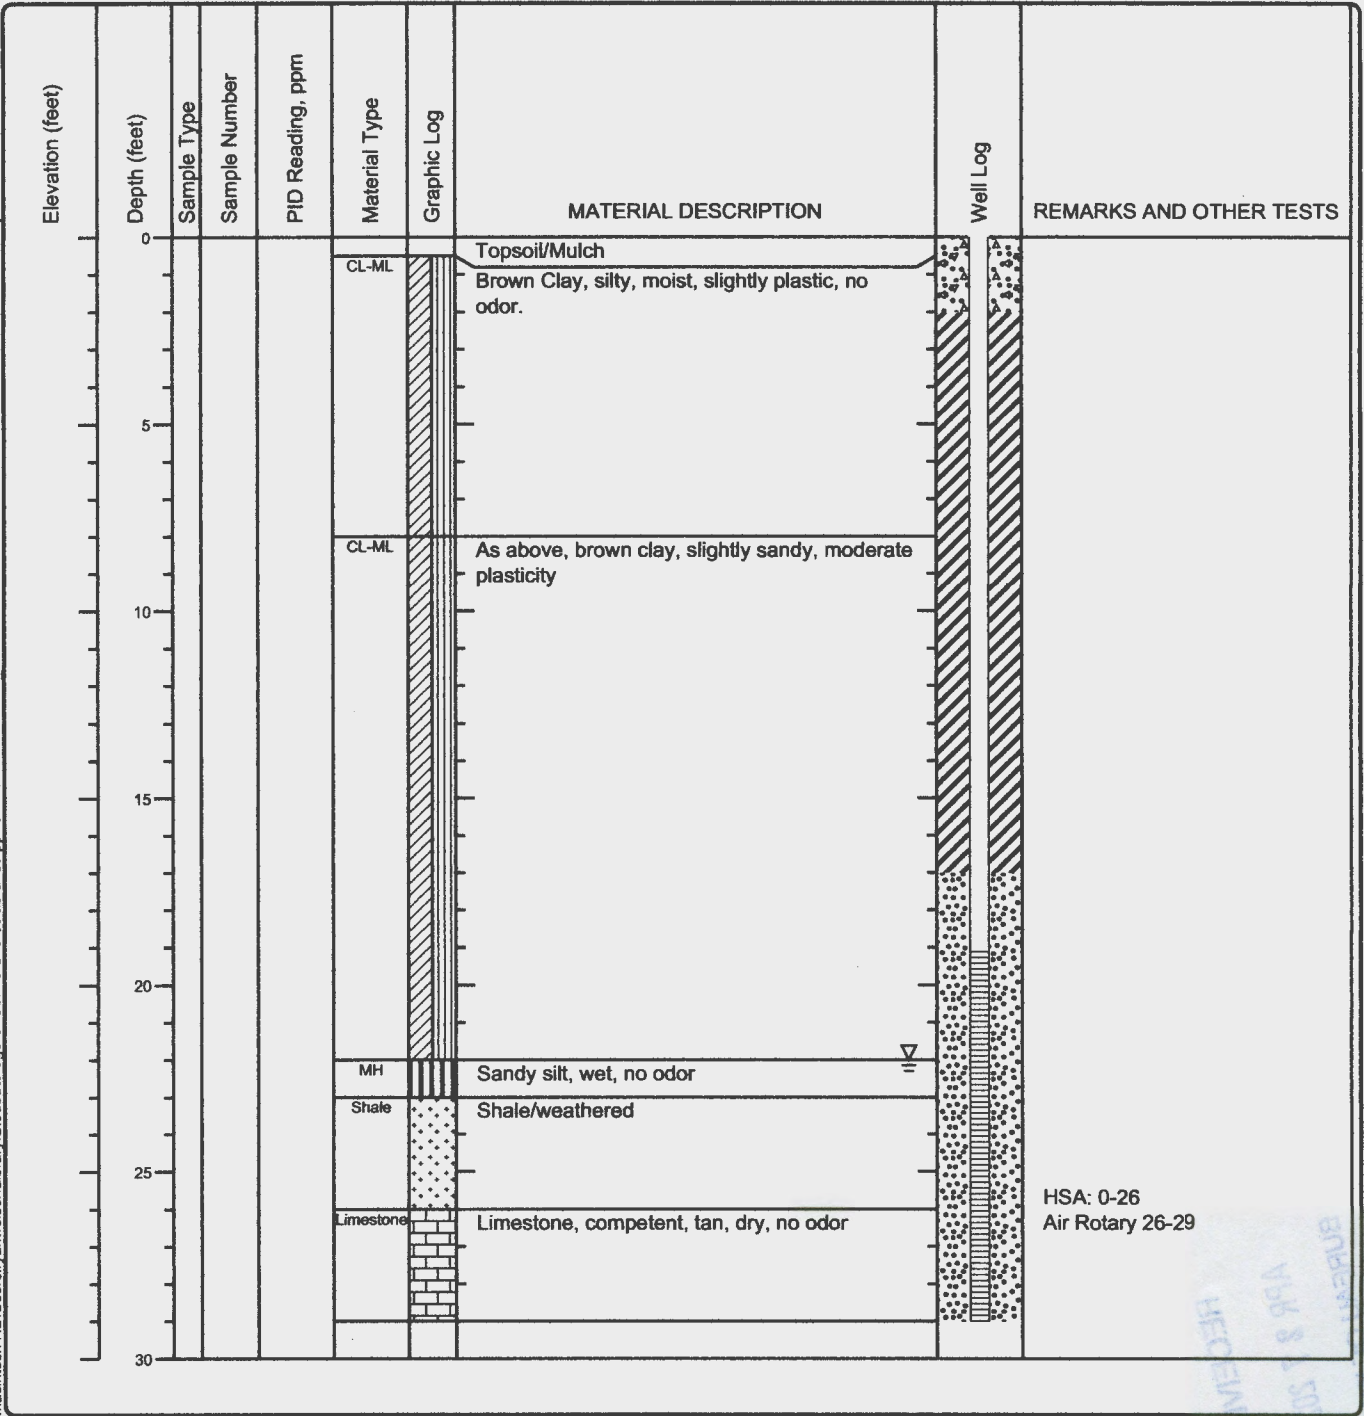 Elevation (feet)
Depth (feet)
Sample Type
Sample Number
PID Reading, ppm
Material Type
Graphic Log
MATERIAL DESCRIPTION
Well Log
REMARKS AND OTHER TESTS
0
Topsoil/Mulch
CL-ML
Brown Clay, silty, moist, slightly plastic, no
odor.
5
CL-ML
As above, brown clay, slightly sandy, moderate
plasticity
10
15
20
MH
Sandy silt, wet, no odor
Shale
Shale/weathered
25
HSA: 0-26
Air Rotary 26-29
Limestone
Limestone, competent, tan, dry, no odor
30